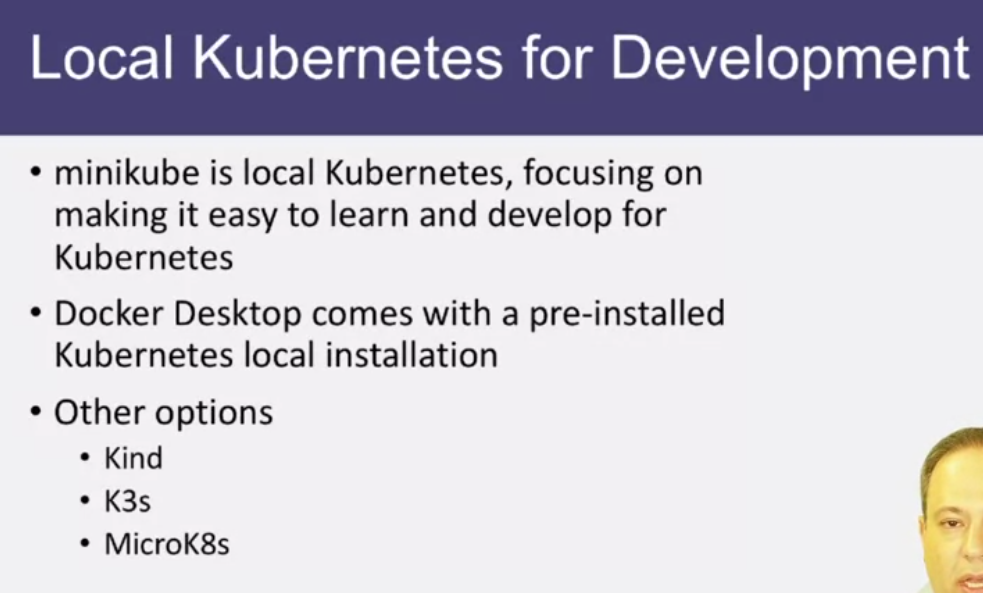 Local Kubernetes for Development
• minikube is local Kubernetes, focusing on
making it easy to learn and develop for
Kubernetes
• Docker Desktop comes with a pre-installed
Kubernetes local installation
• Other options
• Kind
• K3s
• MicroK8s